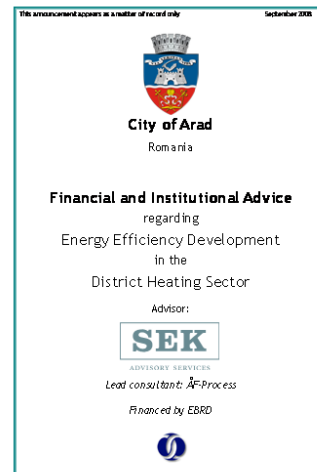 This announcement appears as a matter of record only September 2008
City of Arad
Romania
Financial and Institutional Advice
regarding
Energy Efficiency Development
in the
District Heating Sector
Advisor:
SEK
ADVISORY SERVICES
Lead consultant: ÅF-Process
Financed by EBRD